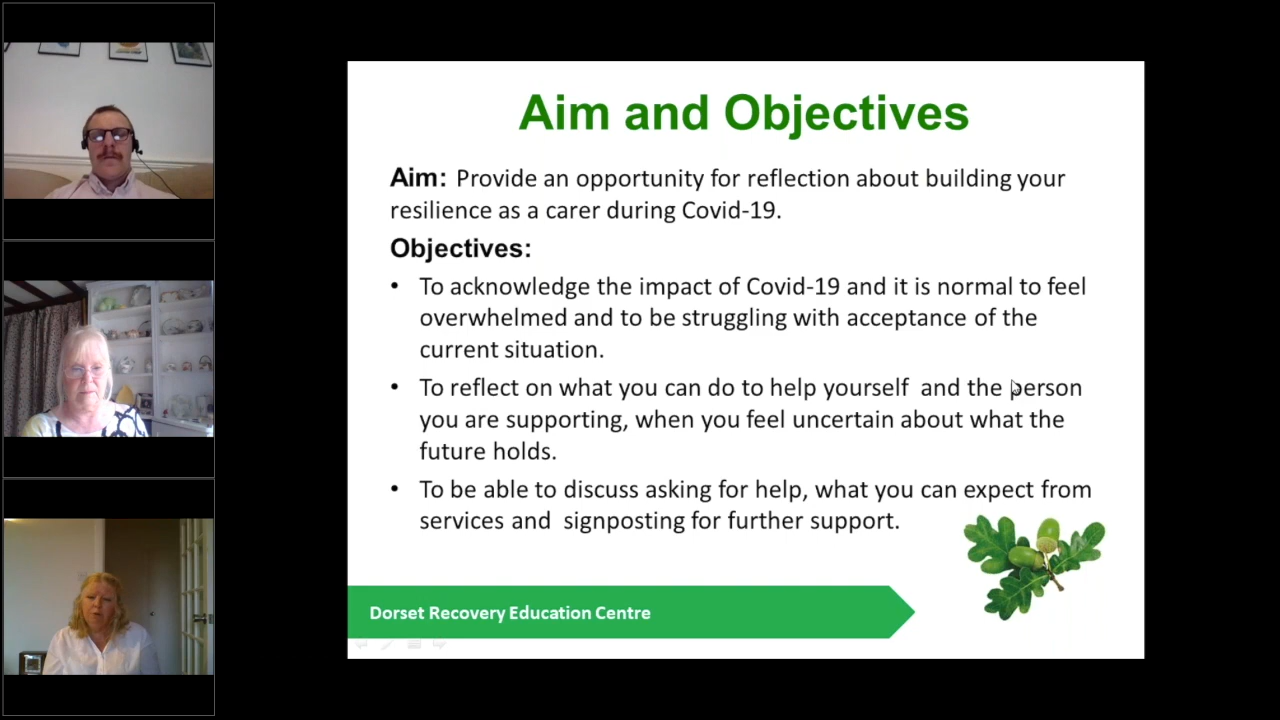 Aim and Objectives
Aim: Provide an opportunity for reflection about building your
resilience as a carer during Covid-19.
Objectives:
• To acknowledge the impact of Covid-19 and it is normal to feel
overwhelmed and to be struggling with acceptance of the
current situation.
• To reflect on what you can do to help yourself and the person
you are supporting, when you feel uncertain about what the
future holds.
• To be able to discuss asking for help, what you can expect from
services and signposting for further support.
Dorset Recovery Education Centre